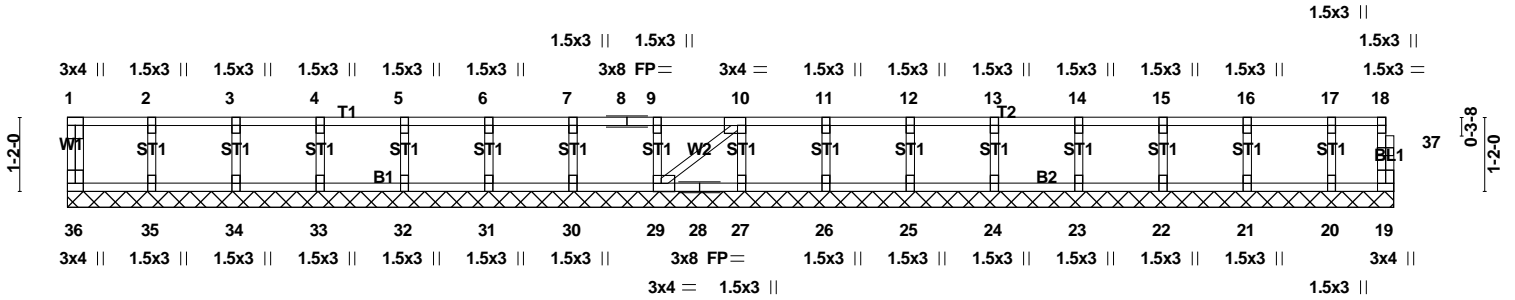 1.5x3 ||
1.5x3 || 1.5x3 || 1.5x3 ||
3x4 || 1.5x3 || 1.5x3 || 1.5x3 || 1.5x3 || 1.5x3 || 3x8 FP= 3x4 = 1.5x3 || 1.5x3 || 1.5x3 || 1.5x3 || 1.5x3 || 1.5x3 || 1.5x3 =
1 2 3 4 5 6 7 8 9 10 11 12 13 14 15 16 17 18
T1 T2
1-2-0 W1 ST1 ST1 ST1 ST1 ST1 ST1 ST1 W2 ST1 ST1 ST1 ST1 ST1 ST1 ST1 ST1 BL1 37 0-3-8 1-2-0
B1 B2
36 35 34 33 32 31 30 29 28 27 26 25 24 23 22 21 20 19
3x4 || 1.5x3 || 1.5x3 || 1.5x3 || 1.5x3 || 1.5x3 || 1.5x3 || 3x8 FP= 1.5x3 || 1.5x3 || 1.5x3 || 1.5x3 || 1.5x3 || 1.5x3 || 3x4 ||
3x4 = 1.5x3 || 1.5x3 ||